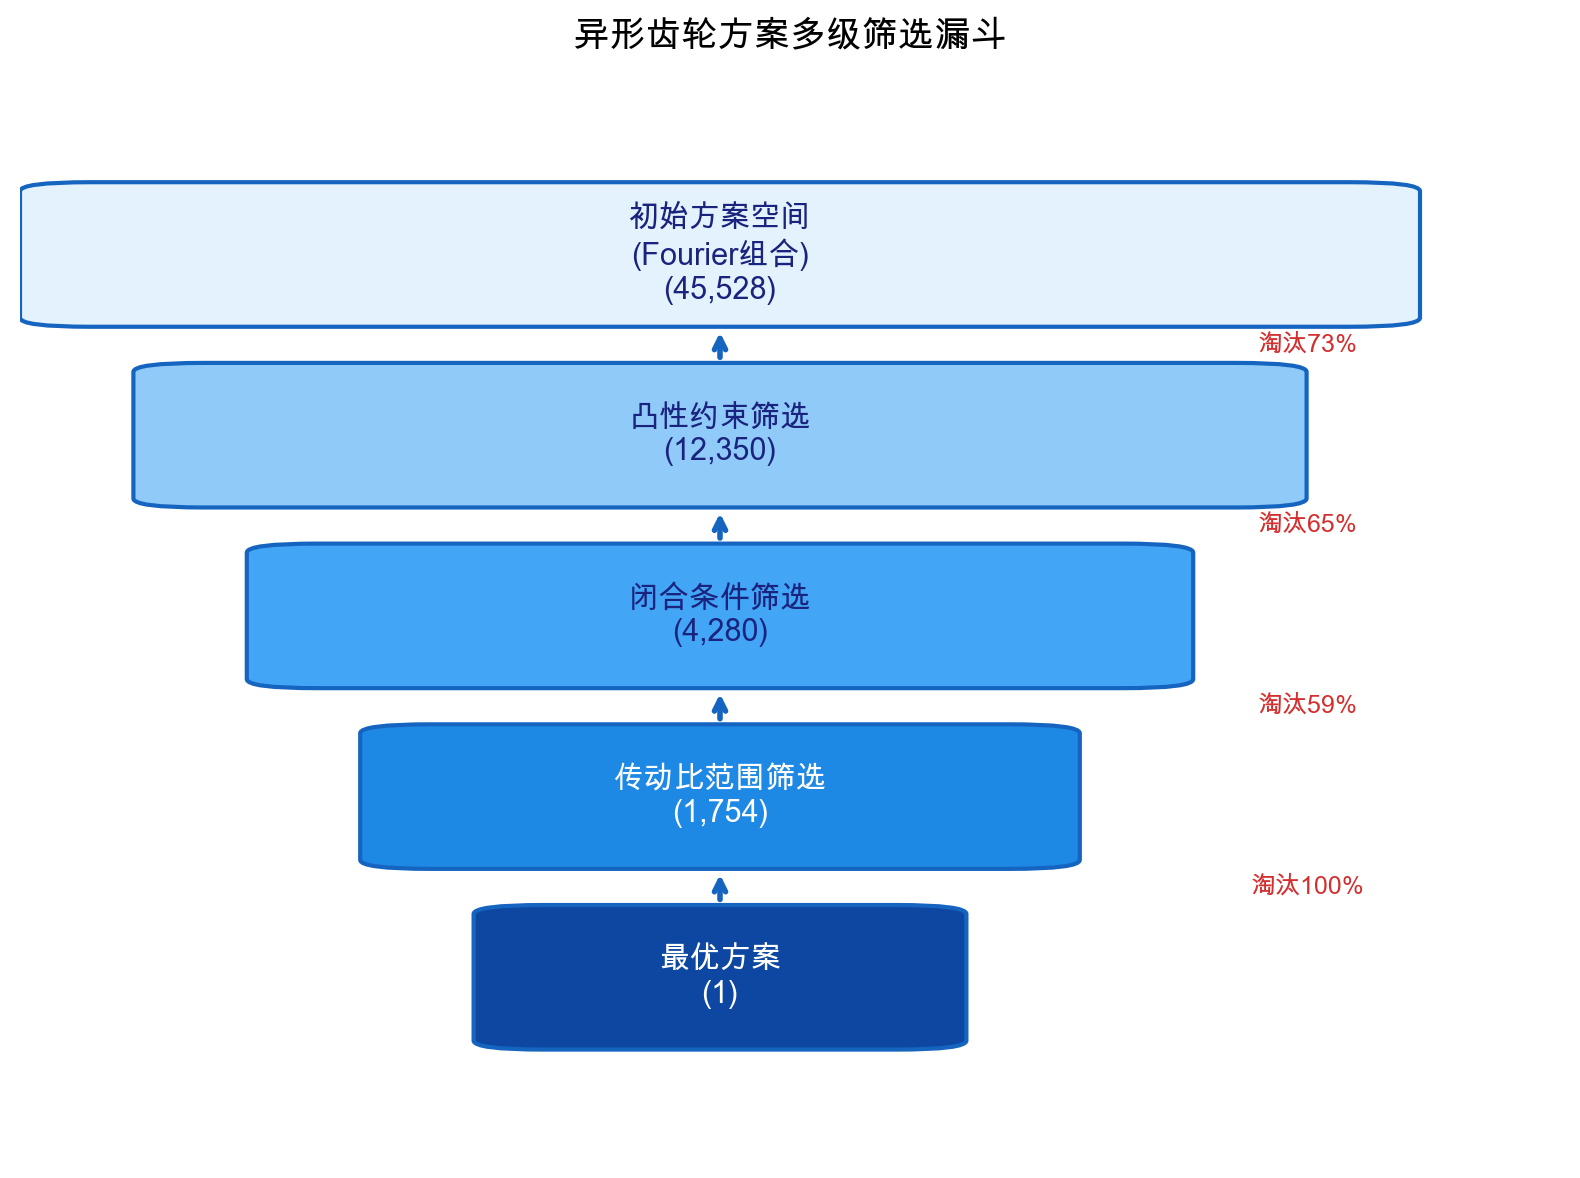 异形齿轮方案多级筛选漏斗
初始方案空间
(Fourier组合)
(45,528)
淘汰73%
凸性约束筛选
(12,350)
淘汰65%
闭合条件筛选
(4,280)
淘汰59%
传动比范围筛选
(1,754)
淘汰100%
最优方案
(1)